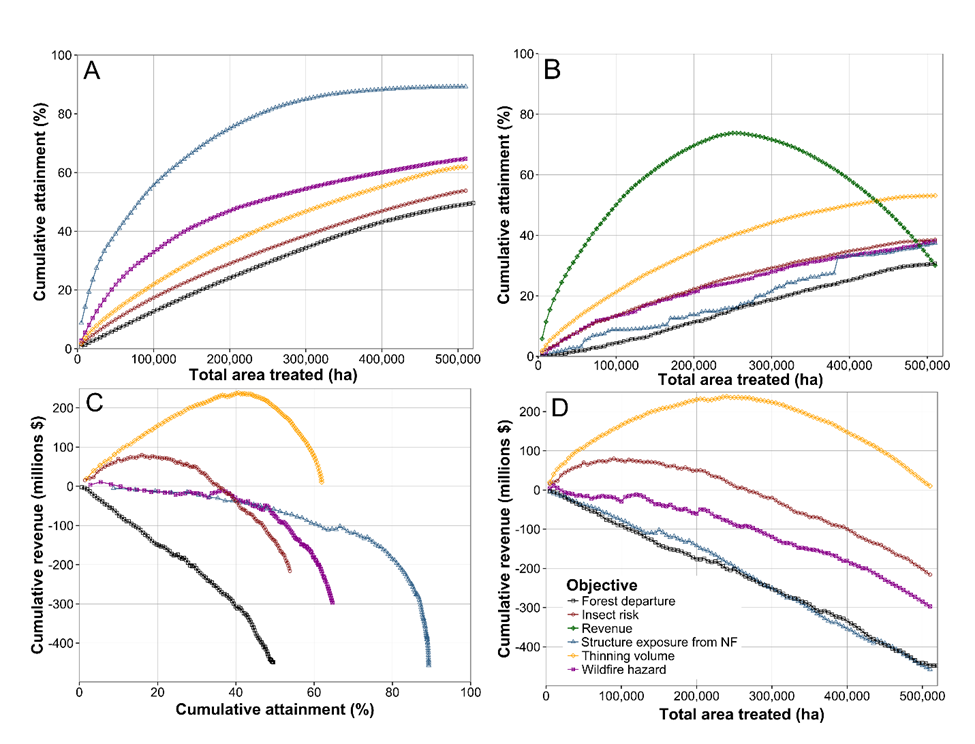 A
Cumulative attainment (%)
100
80
60
40
20
0
0
100,000
200,000
300,000
400,000
500,000
Total area treated (ha)
B
Cumulative attainment (%)
100
80
60
40
20
0
0
100,000
200,000
300,000
400,000
500,000
Total area treated (ha)
C
Cumulative revenue (millions $)
200
100
0
-100
-200
-300
-400
0
20
40
60
80
100
Cumulative attainment (%)
D
Cumulative revenue (millions $)
200
100
0
-100
-200
-300
-400
Objective
Forest departure
Insect risk
Revenue
Structure exposure from NF
Thinning volume
Wildfire hazard
0
100,000
200,000
300,000
400,000
500,000
Total area treated (ha)